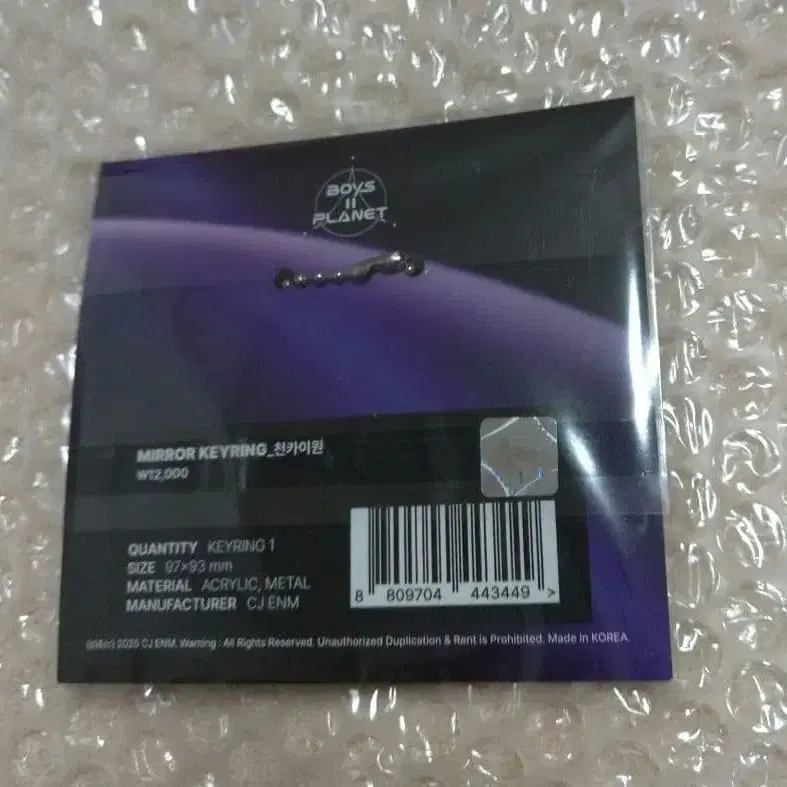 BOYS
II
PLANET
MIRROR KEYRING_천카이원
₩12,000
QUANTITY KEYRING 1
SIZE 97×93 mm
MATERIAL ACRYLIC, METAL
MANUFACTURER CJ ENM
8 809704 443449 >
(p)&(c) 2025 CJ ENM. Warning : All Rights Reserved. Unauthorized Duplication & Rent is Prohibited. Made in KOREA.